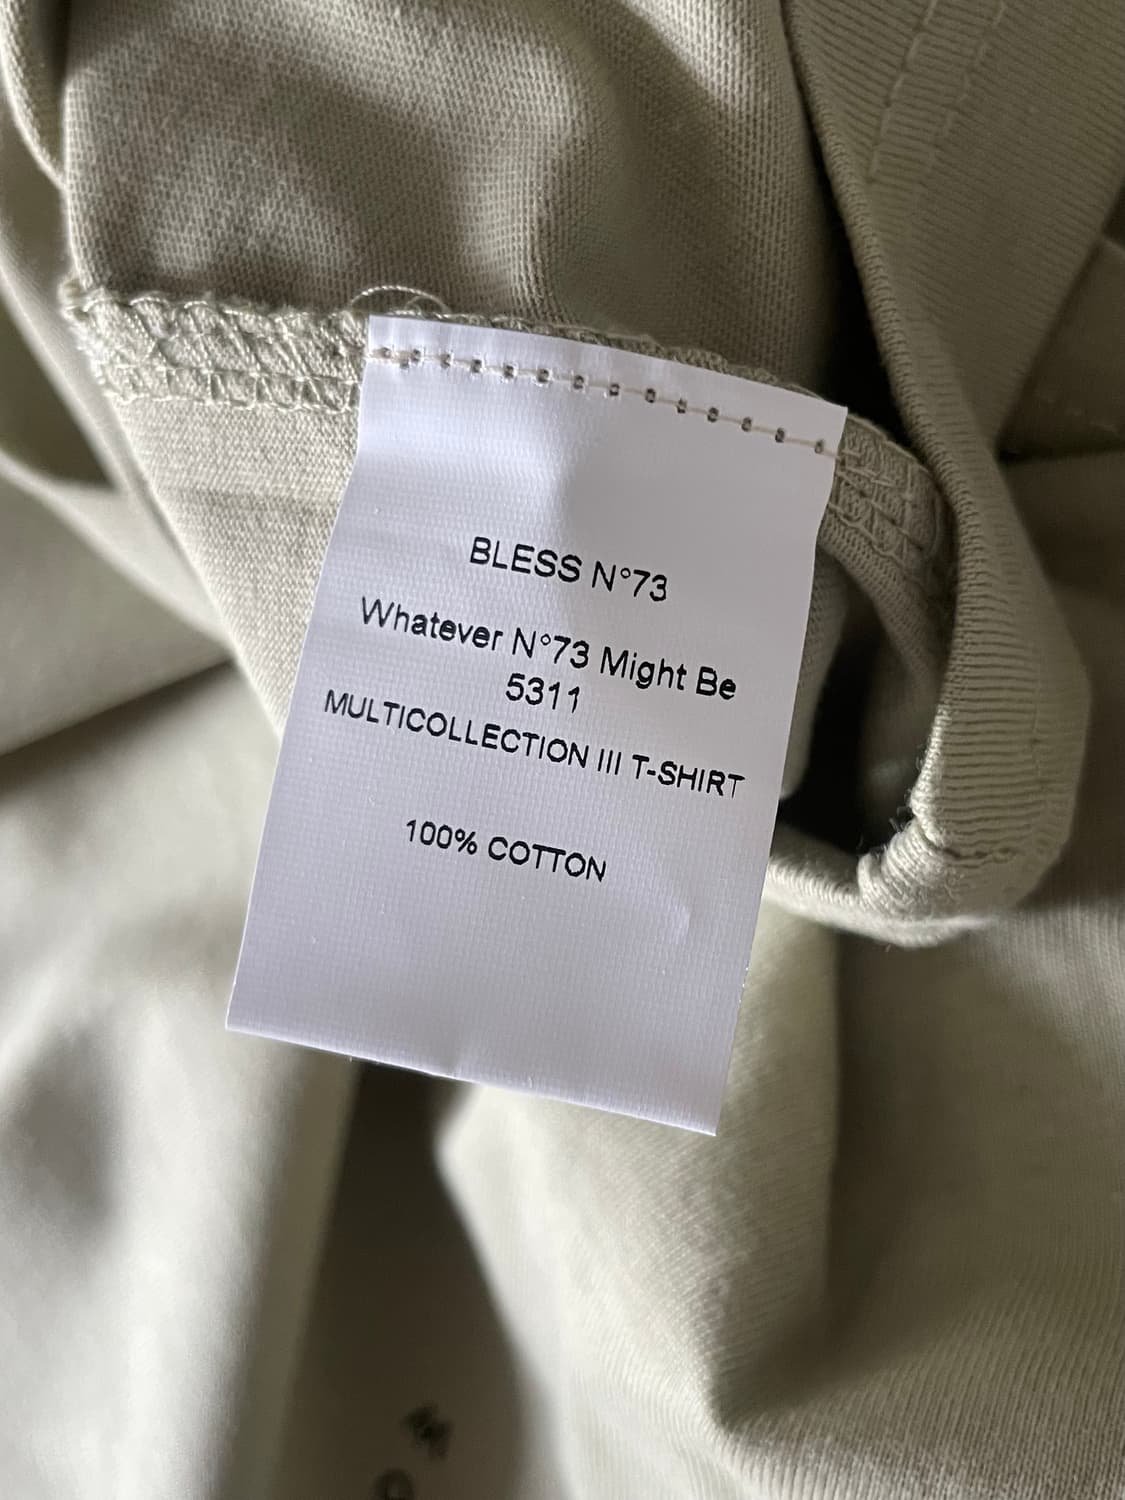 BLESS N°73
Whatever N°73 Might Be
5311
MULTICOLLECTION III T-SHIRT
100% COTTON